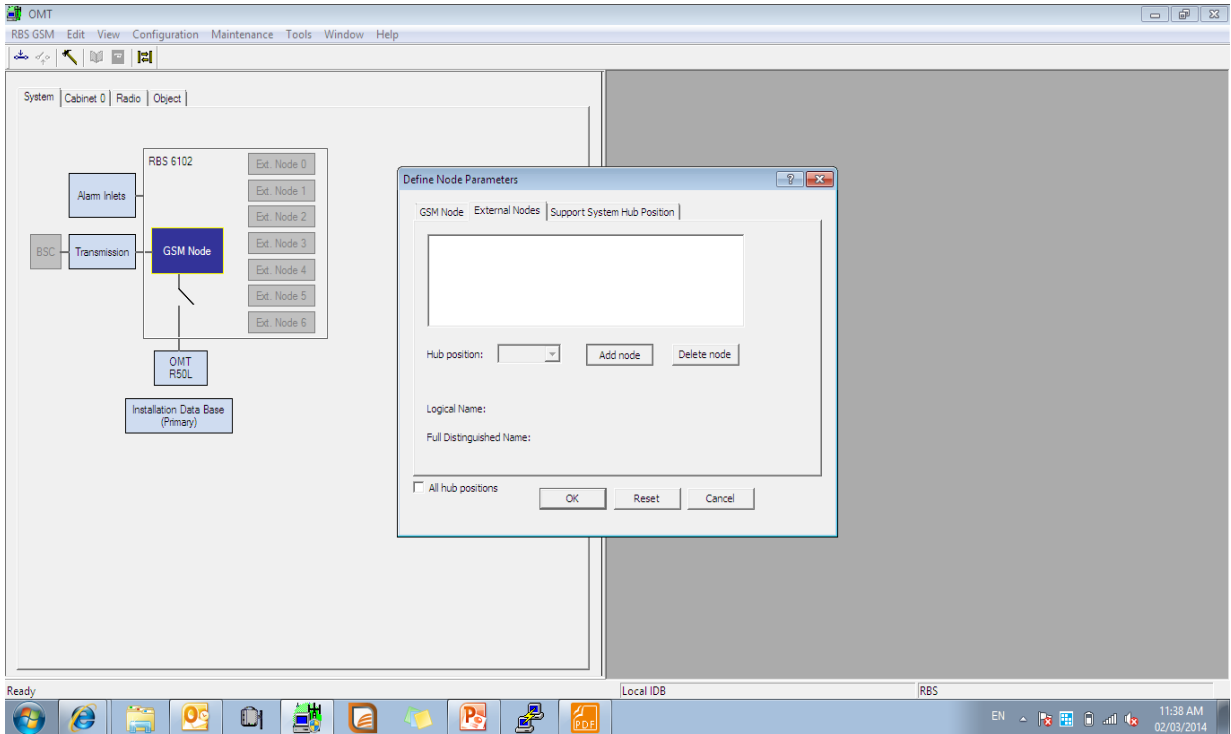 OMT
RBS GSM Edit View Configuration Maintenance Tools Window Help
System Cabinet 0 Radio Object
RBS 6102
Ext. Node 0
Ext. Node 1
Ext. Node 2
Ext. Node 3
Ext. Node 4
Ext. Node 5
Ext. Node 6
Alarm Inlets
BSC
Transmission
GSM Node
OMT
R50L
Installation Data Base
(Primary)
Define Node Parameters
GSM Node External Nodes Support System Hub Position
Hub position: Add node Delete node
Logical Name:
Full Distinguished Name:
All hub positions
OK Reset Cancel
Ready Local IDB RBS
PDF
EN 11:38 AM
02/03/2014